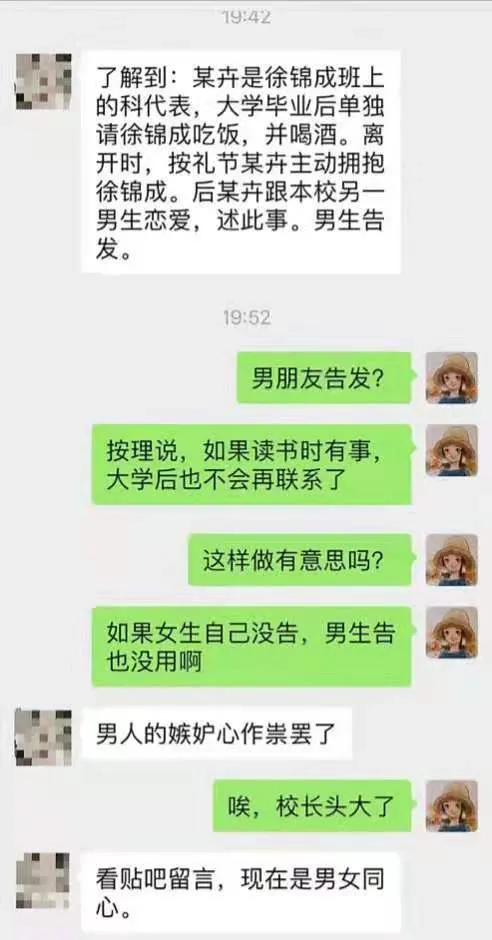 19:42
了解到：某卉是徐锦成班上
的科代表，大学毕业后单独
请徐锦成吃饭，并喝酒。离
开时，按礼节某卉主动拥抱
徐锦成。后某卉跟本校另一
男生恋爱，述此事。男生告
发。
19:52
男朋友告发？
按理说，如果读书时有事，
大学后也不会再联系了
这样做有意思吗？
如果女生自己没告，男生告
也没用啊
男人的嫉妒心作祟罢了
唉，校长头大了
看贴吧留言，现在是男女同
心。